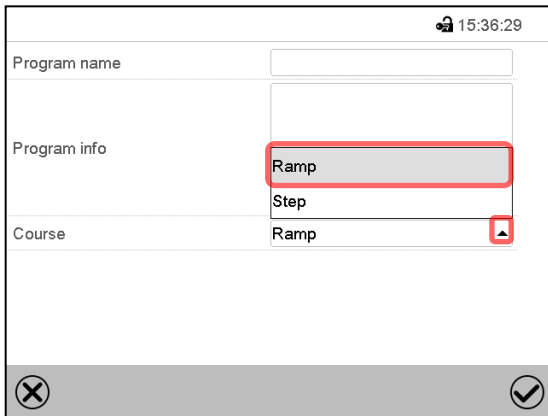 15:36:29
Program name
Program info
Ramp
Step
Course
Ramp